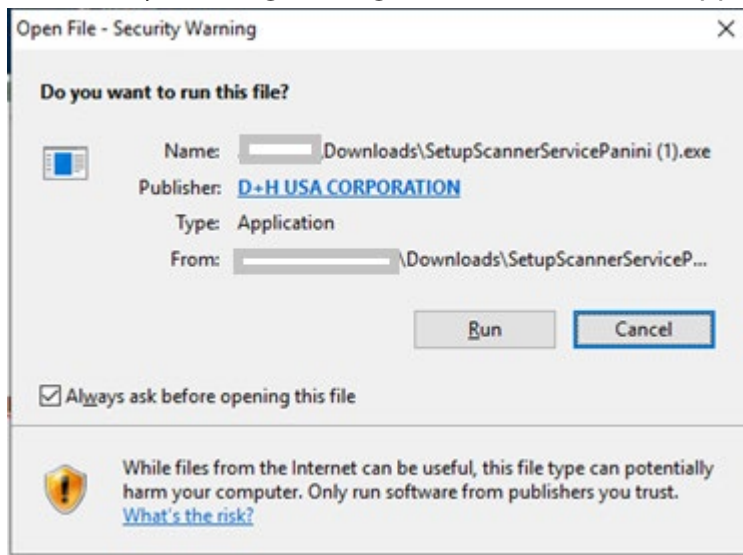 Open File - Security Warning
Do you want to run this file?
Name: Downloads\SetupScannerServicePanini (1).exe
Publisher: D+H USA CORPORATION
Type: Application
From: \Downloads\SetupScannerServiceP...
Run Cancel
Always ask before opening this file
While files from the Internet can be useful, this file type can potentially
harm your computer. Only run software from publishers you trust.
What's the risk?